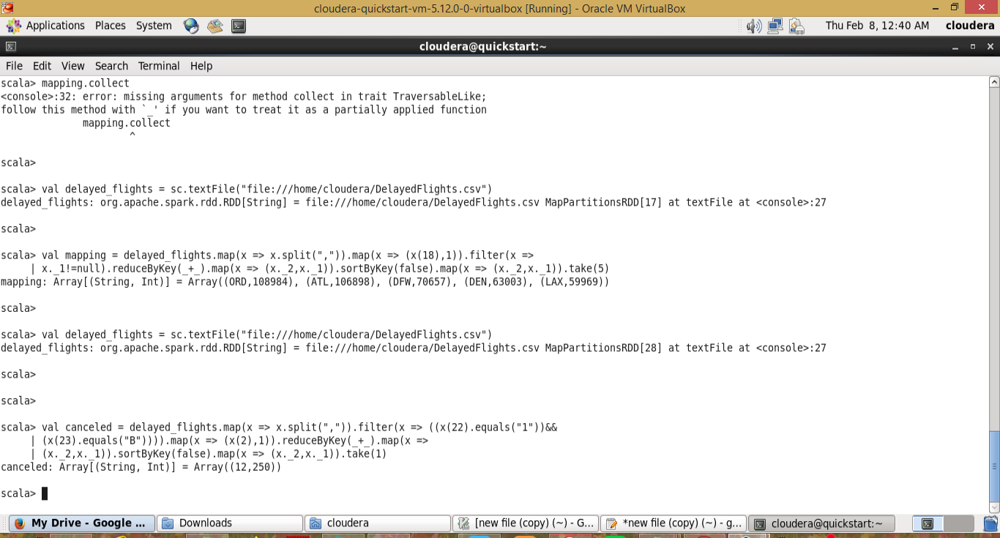 cloudera-quickstart-vm-5.12.0-0-virtualbox [Running] - Oracle VM VirtualBox
Applications Places System Thu Feb 8, 12:40 AM cloudera
cloudera@quickstart:~
File Edit View Search Terminal Help
scala> mapping.collect
<console>:32: error: missing arguments for method collect in trait TraversableLike;
follow this method with `_' if you want to treat it as a partially applied function
              mapping.collect
                      ^
scala>
scala> val delayed_flights = sc.textFile("file:///home/cloudera/DelayedFlights.csv")
delayed_flights: org.apache.spark.rdd.RDD[String] = file:///home/cloudera/DelayedFlights.csv MapPartitionsRDD[17] at textFile at <console>:27
scala>
scala> val mapping = delayed_flights.map(x => x.split(",")).map(x => (x(18),1)).filter(x =>
     | x._1!=null).reduceByKey(_+_).map(x => (x._2,x._1)).sortByKey(false).map(x => (x._2,x._1)).take(5)
mapping: Array[(String, Int)] = Array((ORD,108984), (ATL,106898), (DFW,70657), (DEN,63003), (LAX,59969))
scala>
scala> val delayed_flights = sc.textFile("file:///home/cloudera/DelayedFlights.csv")
delayed_flights: org.apache.spark.rdd.RDD[String] = file:///home/cloudera/DelayedFlights.csv MapPartitionsRDD[28] at textFile at <console>:27
scala>
scala>
scala> val canceled = delayed_flights.map(x => x.split(",")).filter(x => ((x(22).equals("1"))&&
     | (x(23).equals("B")))).map(x => (x(2),1)).reduceByKey(_+_).map(x =>
     | (x._2,x._1)).sortByKey(false).map(x => (x._2,x._1)).take(1)
canceled: Array[(String, Int)] = Array((12,250))
scala>
My Drive - Google ... Downloads cloudera [new file (copy) (~) - G... *new file (copy) (~) - g... cloudera@quickstart:~